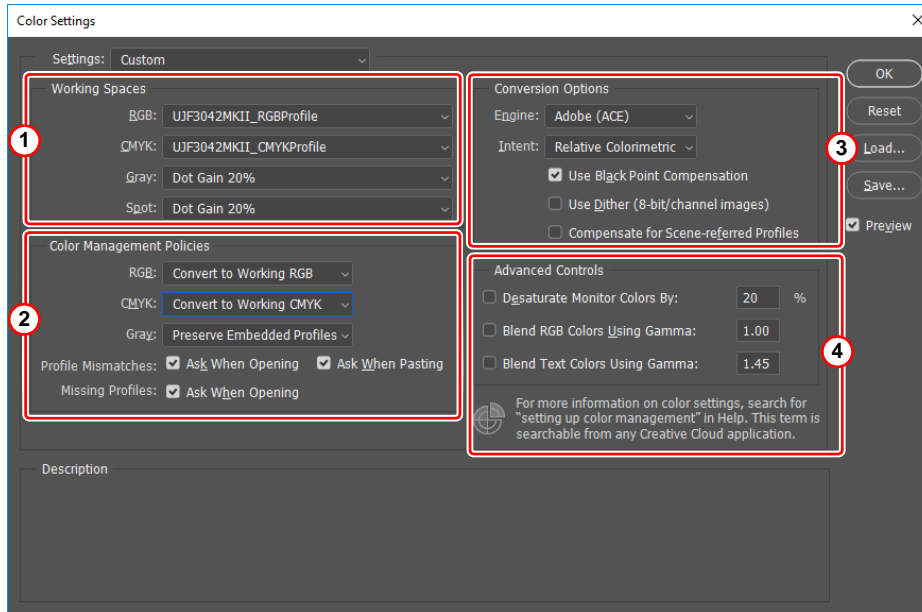 Color Settings
Settings: Custom
1
Working Spaces
RGB: UJF3042MKII_RGBProfile
CMYK: UJF3042MKII_CMYKProfile
Gray: Dot Gain 20%
Spot: Dot Gain 20%
2
Color Management Policies
RGB: Convert to Working RGB
CMYK: Convert to Working CMYK
Gray: Preserve Embedded Profiles
Profile Mismatches: Ask When Opening Ask When Pasting
Missing Profiles: Ask When Opening
3
Conversion Options
Engine: Adobe (ACE)
Intent: Relative Colorimetric
Use Black Point Compensation
Use Dither (8-bit/channel images)
Compensate for Scene-referred Profiles
4
Advanced Controls
Desaturate Monitor Colors By: 20 %
Blend RGB Colors Using Gamma: 1.00
Blend Text Colors Using Gamma: 1.45
For more information on color settings, search for
"setting up color management" in Help. This term is
searchable from any Creative Cloud application.
OK
Reset
Load...
Save...
Preview
Description